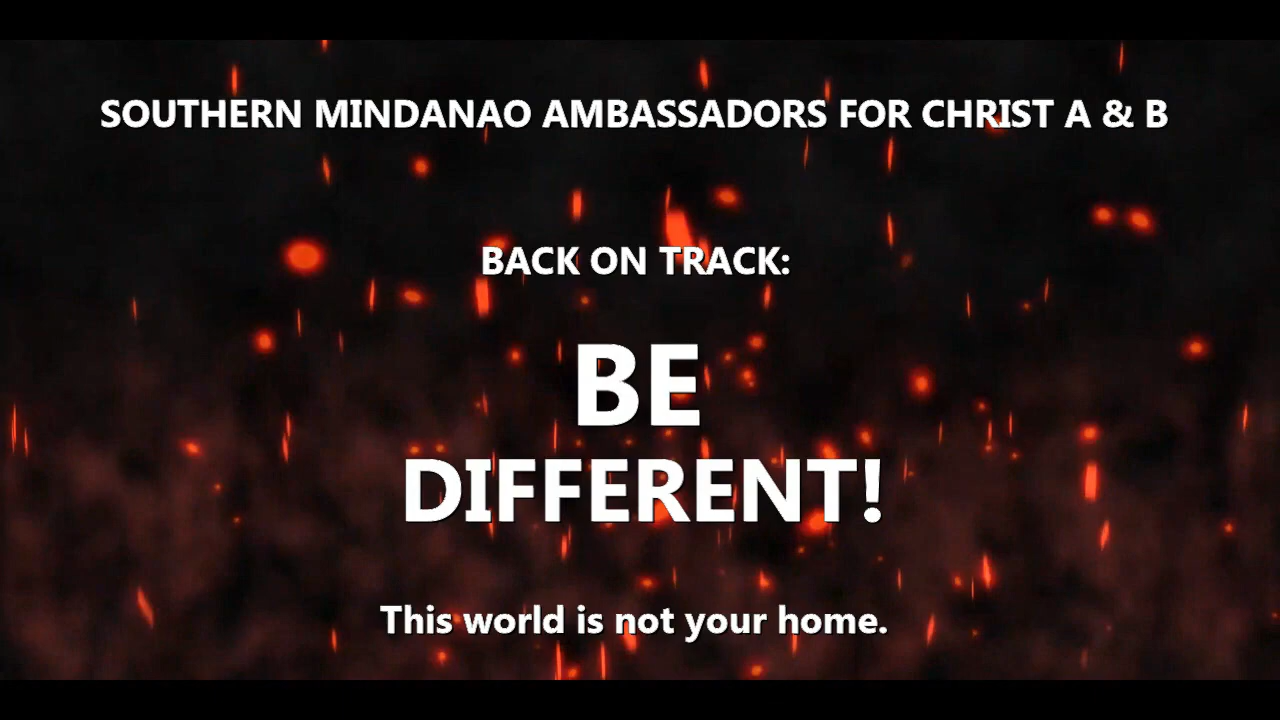 SOUTHERN MINDANAO AMBASSADORS FOR CHRIST A & B
BACK ON TRACK:
BE
DIFFERENT!
This world is not your home.